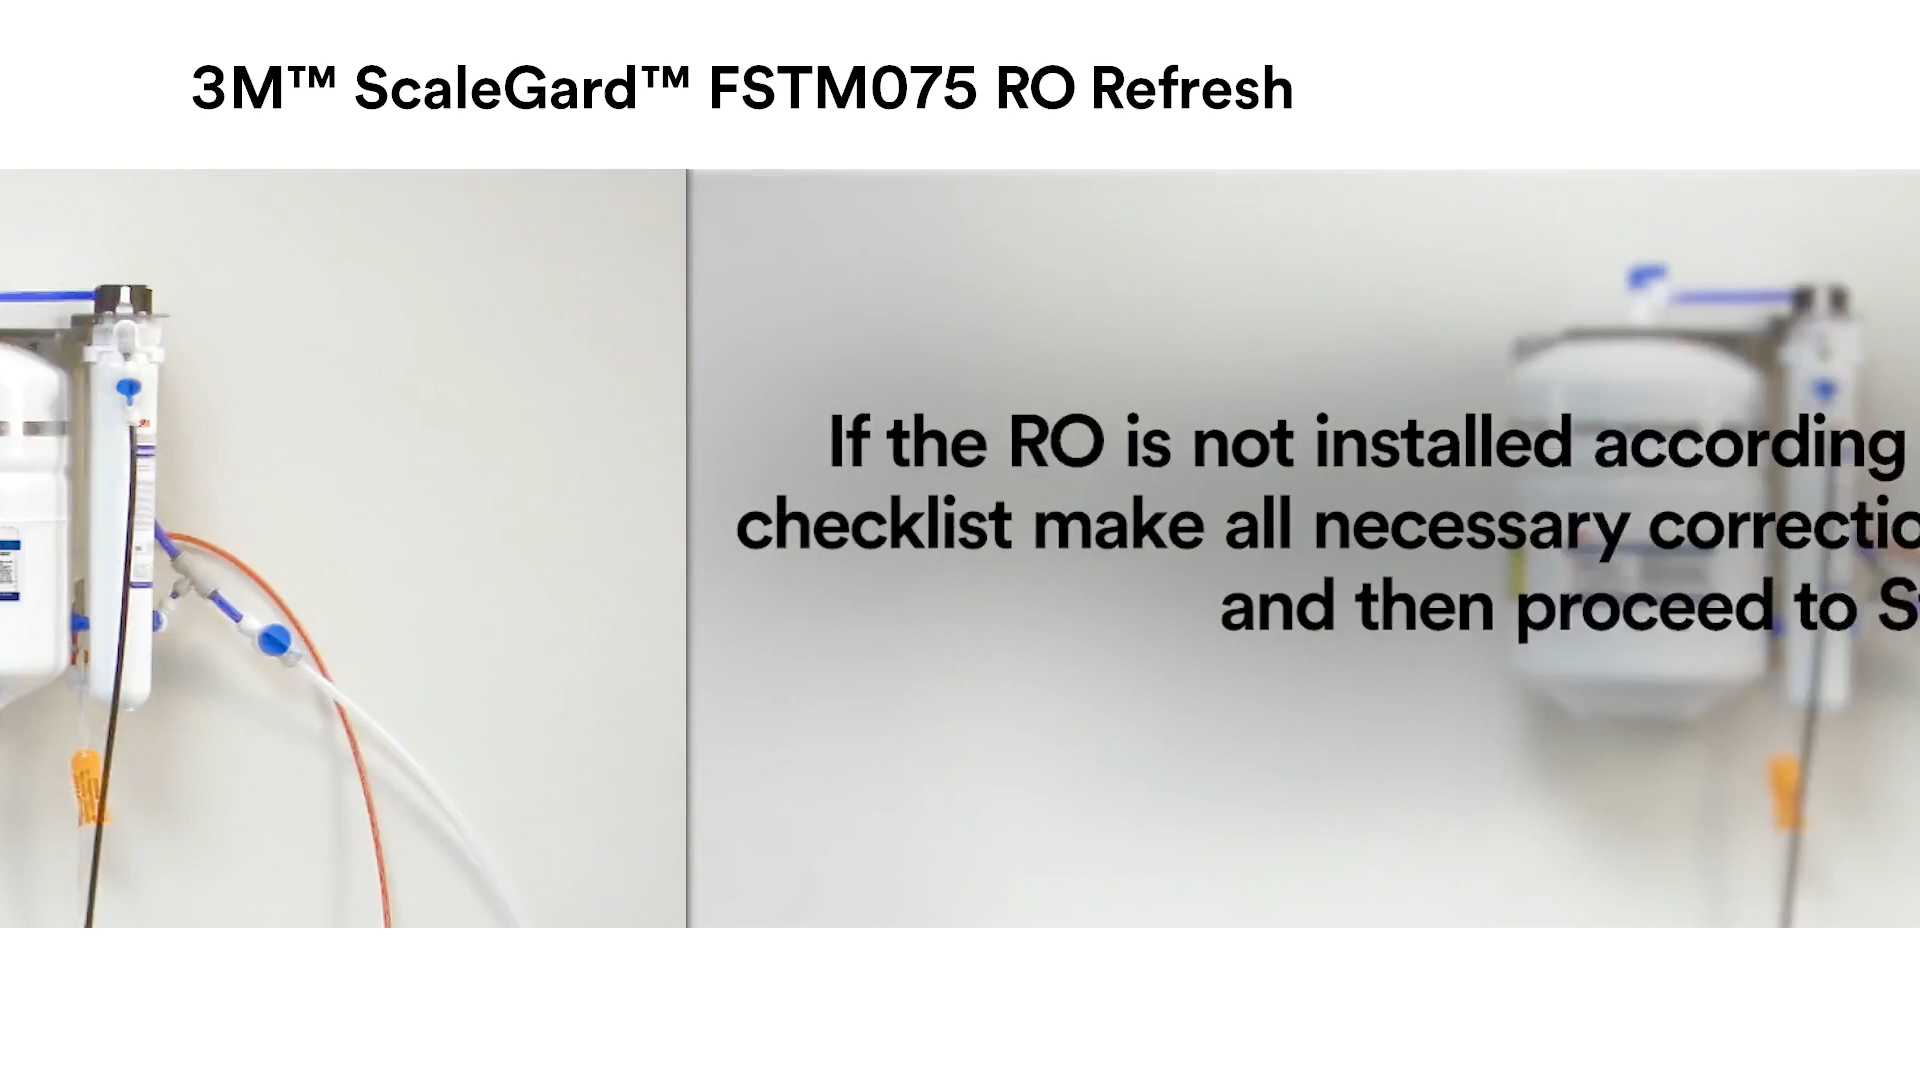 3M™ ScaleGard™ FSTM075 RO Refresh
If the RO is not installed according
checklist make all necessary correctio
and then proceed to S